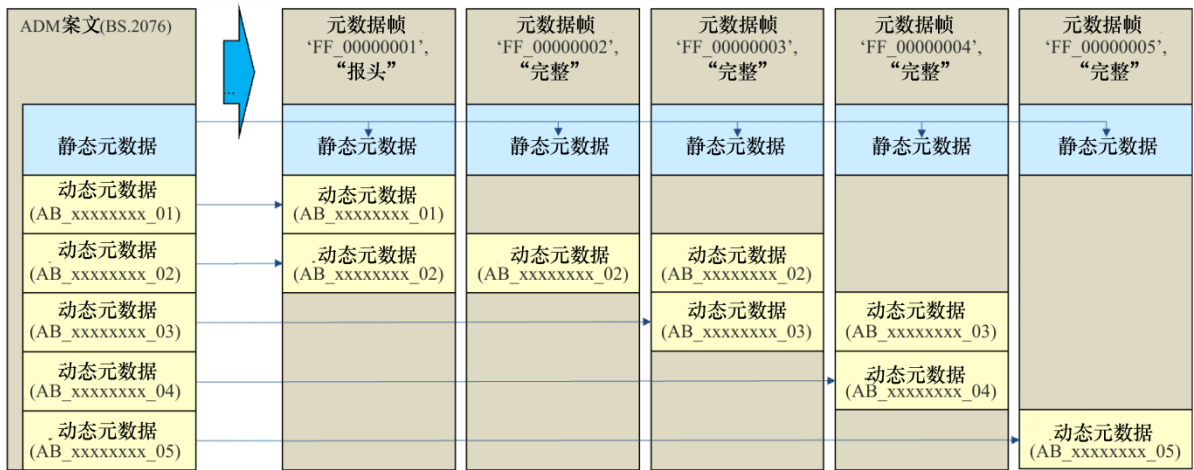 ADM案文(BS.2076)
...
元数据帧
‘FF_00000001’,
“报头”
元数据帧
‘FF_00000002’,
“完整”
元数据帧
‘FF_00000003’,
“完整”
元数据帧
‘FF_00000004’,
“完整”
元数据帧
‘FF_00000005’,
“完整”
静态元数据
静态元数据
静态元数据
静态元数据
静态元数据
静态元数据
动态元数据
(AB_xxxxxxxx_01)
动态元数据
(AB_xxxxxxxx_01)
动态元数据
(AB_xxxxxxxx_02)
动态元数据
(AB_xxxxxxxx_02)
动态元数据
(AB_xxxxxxxx_02)
动态元数据
(AB_xxxxxxxx_02)
动态元数据
(AB_xxxxxxxx_03)
动态元数据
(AB_xxxxxxxx_03)
动态元数据
(AB_xxxxxxxx_03)
动态元数据
(AB_xxxxxxxx_04)
动态元数据
(AB_xxxxxxxx_04)
动态元数据
(AB_xxxxxxxx_05)
动态元数据
(AB_xxxxxxxx_05)